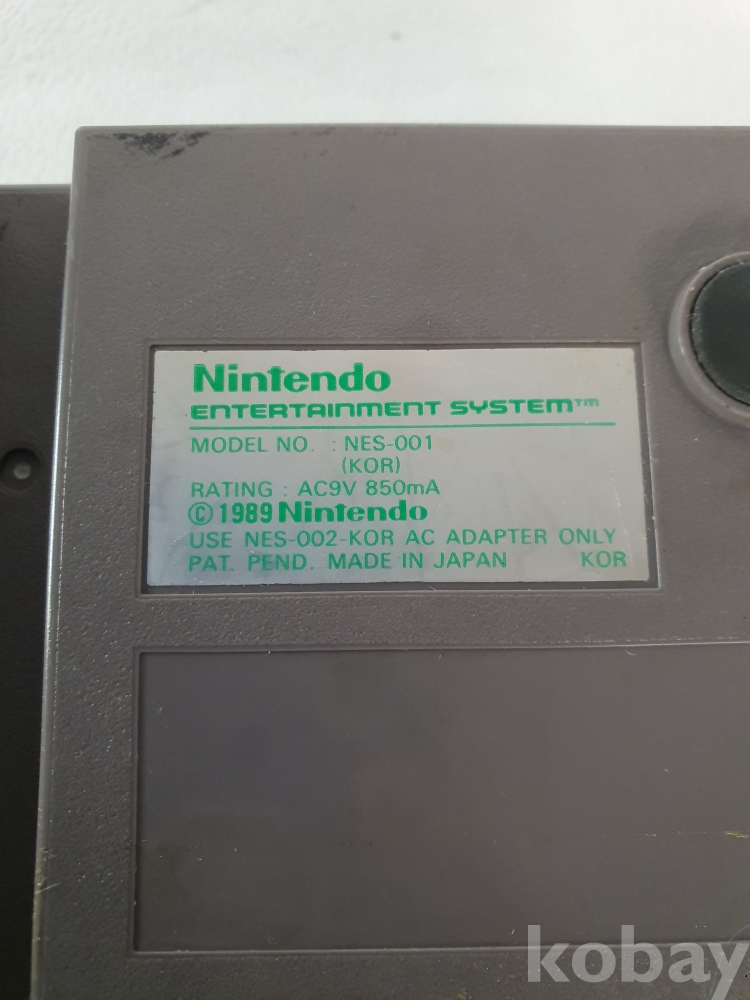 Nintendo
ENTERTAINMENT SYSTEM™
MODEL NO. : NES-001
(KOR)
RATING : AC9V 850mA
© 1989 Nintendo
USE NES-002-KOR AC ADAPTER ONLY
PAT. PEND. MADE IN JAPAN KOR
kobay